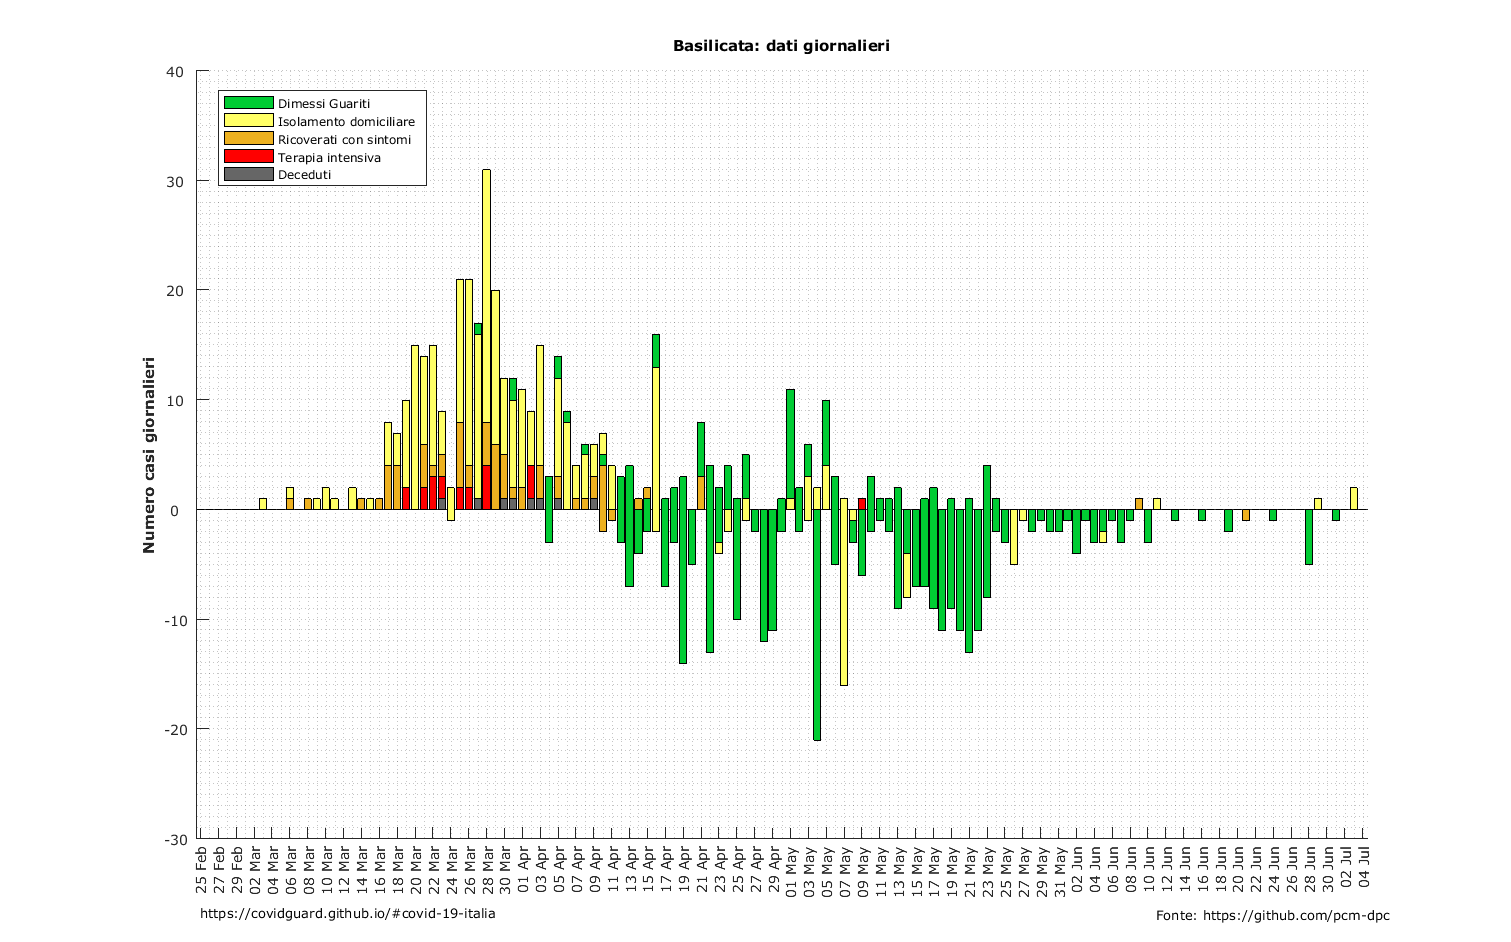 Basilicata: dati giornalieri
Numero casi giornalieri
40
30
20
10
0
-10
-20
-30
Dimessi Guariti
Isolamento domiciliare
Ricoverati con sintomi
Terapia intensiva
Deceduti
25 Feb
27 Feb
29 Feb
02 Mar
04 Mar
06 Mar
08 Mar
10 Mar
12 Mar
14 Mar
16 Mar
18 Mar
20 Mar
22 Mar
24 Mar
26 Mar
28 Mar
30 Mar
01 Apr
03 Apr
05 Apr
07 Apr
09 Apr
11 Apr
13 Apr
15 Apr
17 Apr
19 Apr
21 Apr
23 Apr
25 Apr
27 Apr
29 Apr
01 May
03 May
05 May
07 May
09 May
11 May
13 May
15 May
17 May
19 May
21 May
23 May
25 May
27 May
29 May
31 May
02 Jun
04 Jun
06 Jun
08 Jun
10 Jun
12 Jun
14 Jun
16 Jun
18 Jun
20 Jun
22 Jun
24 Jun
26 Jun
28 Jun
30 Jun
02 Jul
04 Jul
https://covidguard.github.io/#covid-19-italia
Fonte: https://github.com/pcm-dpc